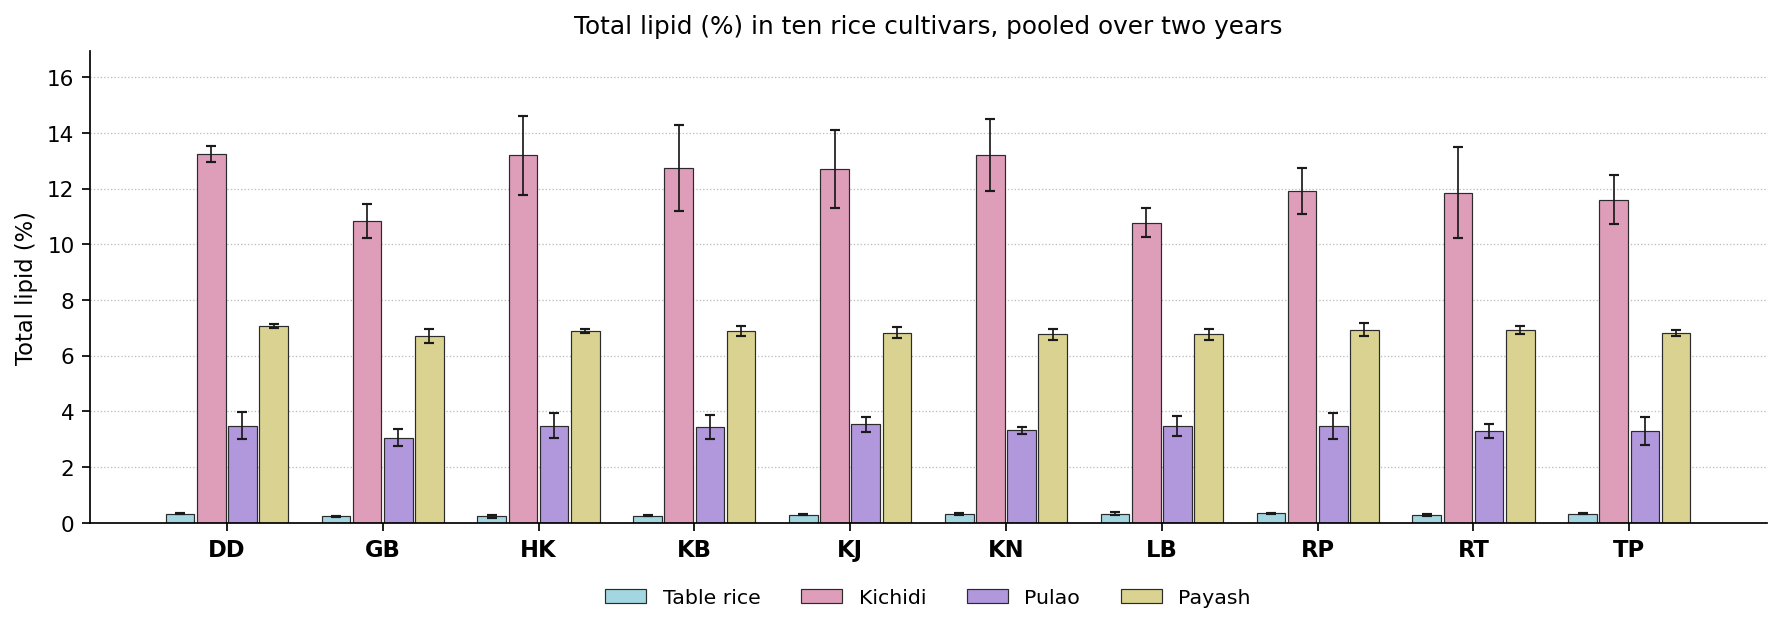 Total lipid (%) in ten rice cultivars, pooled over two years
Total lipid (%)
16
14
12
10
8
6
4
2
0
DD GB HK KB KJ KN LB RP RT TP
Table rice Kichidi Pulao Payash